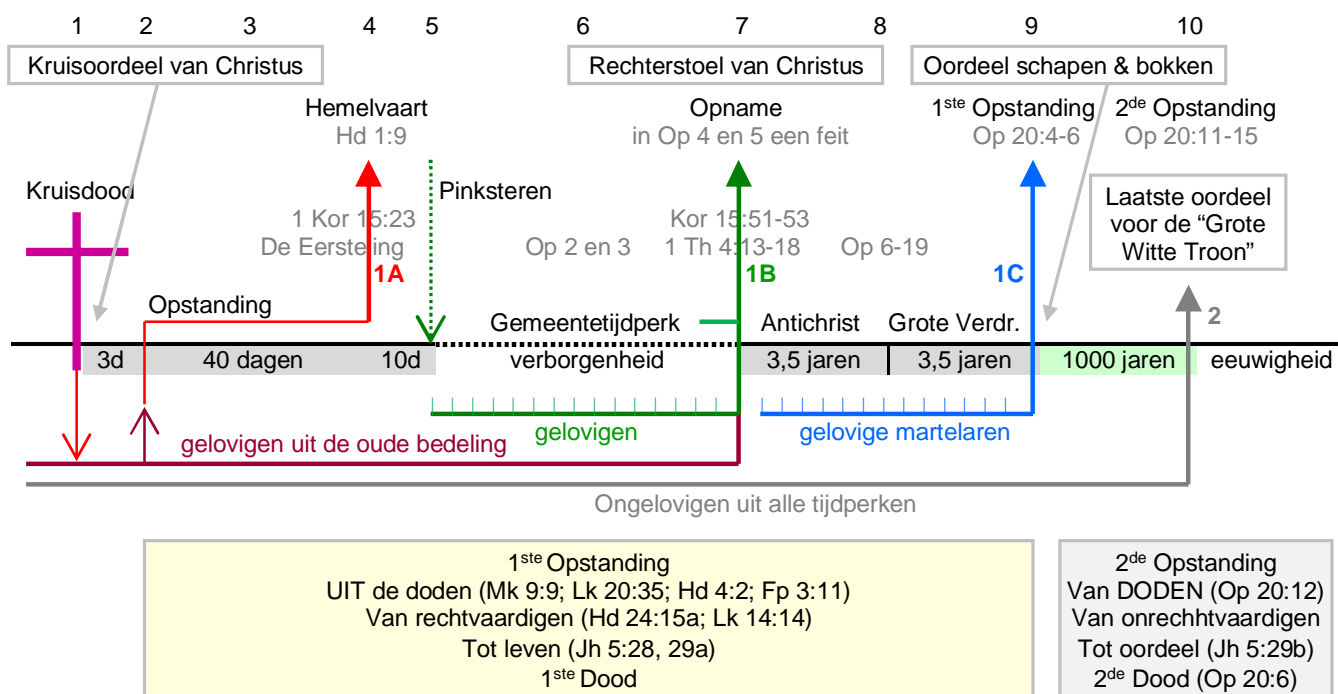 1 2 3 4 5 6 7 8 9 10
Kruisoordeel van Christus
Rechterstoel van Christus
Oordeel schapen & bokken
Hemelvaart
Hd 1:9
Opname
in Op 4 en 5 een feit
1ste Opstanding
Op 20:4-6
2de Opstanding
Op 20:11-15
Kruisdood
Pinksteren
Laatste oordeel
voor de “Grote
Witte Troon”
1 Kor 15:23
De Eersteling
Op 2 en 3
Kor 15:51-53
1 Th 4:13-18
Op 6-19
1A
1B
1C
2
Opstanding
Gemeentetijdperk
Antichrist
Grote Verdr.
3d
40 dagen
10d
verborgenheid
3,5 jaren
3,5 jaren
1000 jaren
eeuwigheid
gelovigen uit de oude bedeling
gelovigen
gelovige martelaren
Ongelovigen uit alle tijdperken
1ste Opstanding
UIT de doden (Mk 9:9; Lk 20:35; Hd 4:2; Fp 3:11)
Van rechtvaardigen (Hd 24:15a; Lk 14:14)
Tot leven (Jh 5:28, 29a)
1ste Dood
2de Opstanding
Van DODEN (Op 20:12)
Van onrechhtvaardigen
Tot oordeel (Jh 5:29b)
2de Dood (Op 20:6)